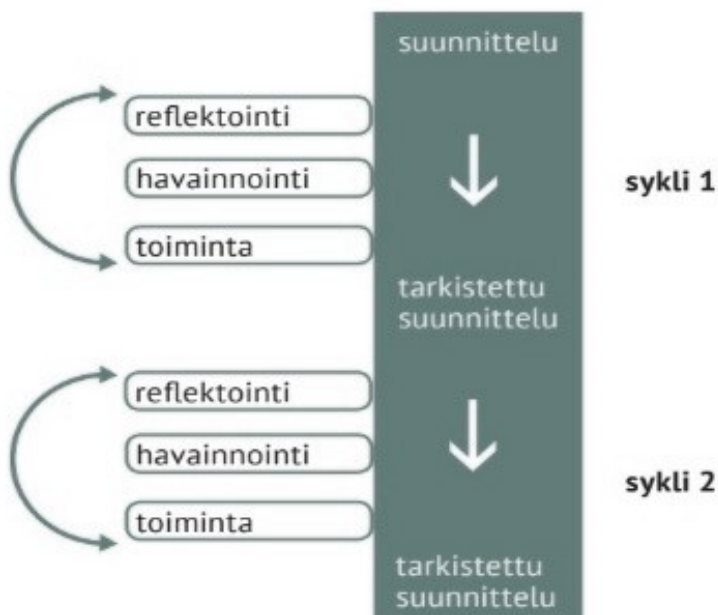 suunnittelu
reflektointi
havainnointi
sykli 1
toiminta
tarkistettu
suunnittelu
reflektointi
havainnointi
sykli 2
toiminta
tarkistettu
suunnittelu